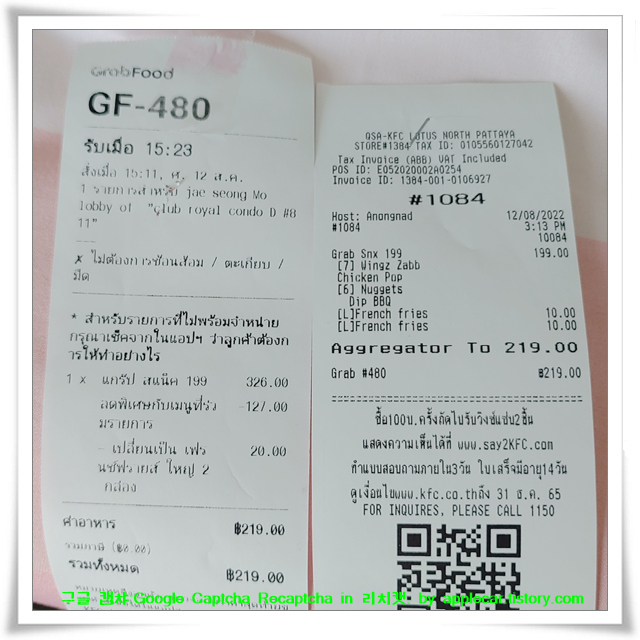 GrabFood
GF-480
รับเมื่อ 15:23
สั่งเมื่อ 15:11, ศ., 12 ส.ค.
1 รายการสำหรับ jae seong Mo
lobby of "club royal condo D #8
11"
---
✗ ไม่ต้องการช้อนส้อม / ตะเกียบ /
มีด
* สำหรับรายการที่ไม่พร้อมจำหน่าย
กรุณาเช็คจากในแอปฯ ว่าลูกค้าต้องก
ารให้ทำอย่างไร
1 x แกร๊ป สแน็ค 199 326.00
ลดพิเศษกับเมนูที่ร่ว -127.00
มรายการ
- เปลี่ยนเป็น เฟร 20.00
นช์ฟรายส์ ใหญ่ 2
กล่อง
ค่าอาหาร ฿219.00
รวมภาษี (฿0.00)
รวมทั้งหมด ฿219.00
QSA-KFC LOTUS NORTH PATTAYA
STORE#1384 TAX ID: 0105560127042
Tax Invoice (ABB) VAT Included
POS ID: E052020002A0254
Invoice ID: 1384-001-0106927
#1084
Host: Anongnad 12/08/2022
#1084 3:13 PM
10084
Grab Snx 199 199.00
[7] Wingz Zabb
Chicken Pop
[6] Nuggets
Dip BBQ
[L]French fries 10.00
[L]French fries 10.00
Aggregator To 219.00
Grab #480 ฿219.00
ซื้อ100บ.ครั้งถัดไปรับวิงซ์แซ่บ2ชิ้น
แสดงความเห็นได้ที่ www.say2KFC.com
ทำแบบสอบถามภายใน3วัน ใบเสร็จมีอายุ14วัน
ดูเงื่อนไขwww.kfc.co.thถึง 31 ธ.ค. 65
FOR INQUIRES, PLEASE CALL 1150
구글 캡챠 Google Captcha Recaptcha in 리치캣 by applecar.tistory.com